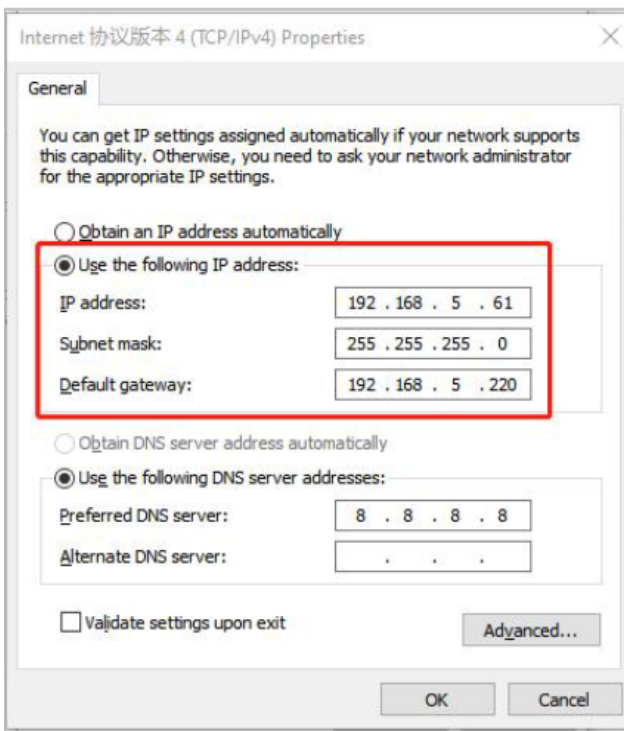 Internet 协议版本 4 (TCP/IPv4) Properties
General
You can get IP settings assigned automatically if your network supports
this capability. Otherwise, you need to ask your network administrator
for the appropriate IP settings.
Obtain an IP address automatically
Use the following IP address:
IP address: 192 . 168 . 5 . 61
Subnet mask: 255 . 255 . 255 . 0
Default gateway: 192 . 168 . 5 . 220
Obtain DNS server address automatically
Use the following DNS server addresses:
Preferred DNS server: 8 . 8 . 8 . 8
Alternate DNS server: . . .
Validate settings upon exit
Advanced...
OK Cancel